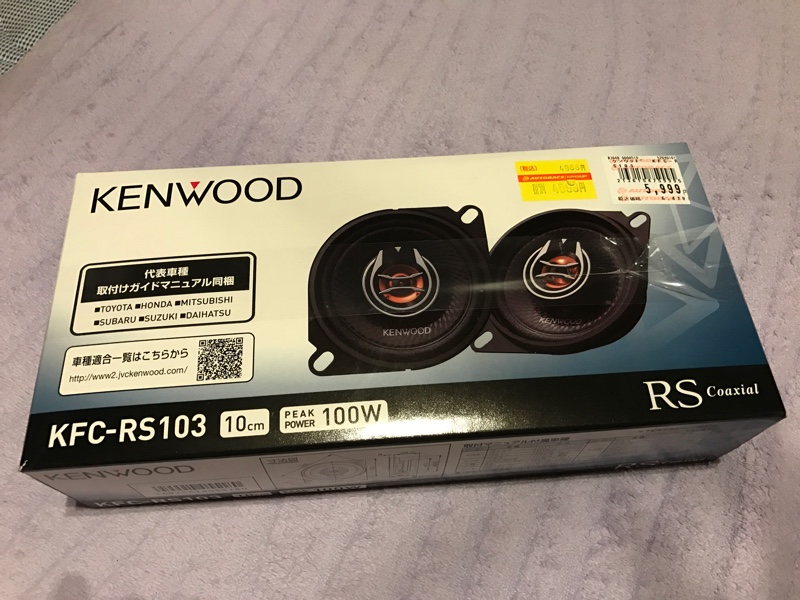 KENWOOD
代表車種
取付けガイドマニュアル同梱
■TOYOTA ■HONDA ■MITSUBISHI
■SUBARU ■SUZUKI ■DAIHATSU
車種適合一覧はこちらから
http://www2.jvckenwood.com/
KENWOOD
KENWOOD
5,999
RS Coaxial
KFC-RS103 10cm PEAK POWER 100W
KENWOOD
KFC-RS103